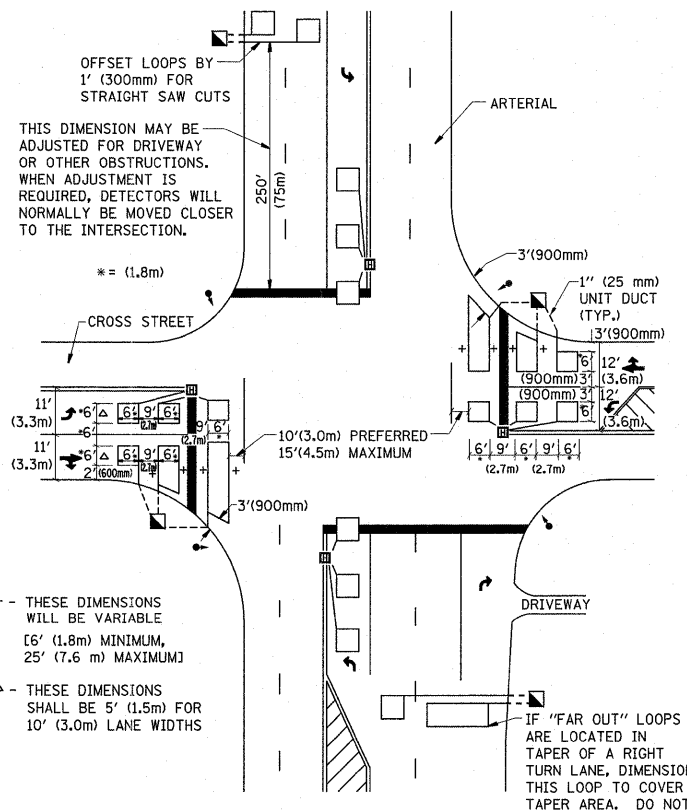 OFFSET LOOPS BY
1' (300mm) FOR
STRAIGHT SAW CUTS
THIS DIMENSION MAY BE
ADJUSTED FOR DRIVEWAY
OR OTHER OBSTRUCTIONS.
WHEN ADJUSTMENT IS
REQUIRED, DETECTORS WILL
NORMALLY BE MOVED CLOSER
TO THE INTERSECTION.
250'
(75m)
ARTERIAL
* = (1.8m)
3'(900mm)
1" (25 mm)
UNIT DUCT
(TYP.)
CROSS STREET
H
3'(900mm)
*6'
12'
(3.6m)
(900mm) 3'
(900mm) 3'
12'
(3.6m)
*6'
H
6' 9' 6' 9' 6'
* * *
(2.7m) (2.7m)
H
11'
(3.3m)
*6' △ 6' 9' 6'
(2.7m)
9' 6'
(2.7m) *
11'
(3.3m)
*6' △ 6' 9' 6'
(2.7m)
2' (600mm)
10'(3.0m) PREFERRED
15'(4.5m) MAXIMUM
3'(900mm)
H
+ - THESE DIMENSIONS
WILL BE VARIABLE
[6' (1.8m) MINIMUM,
25' (7.6 m) MAXIMUM]
△ - THESE DIMENSIONS
SHALL BE 5' (1.5m) FOR
10' (3.0m) LANE WIDTHS
DRIVEWAY
IF "FAR OUT" LOOPS
ARE LOCATED IN
TAPER OF A RIGHT
TURN LANE, DIMENSION
THIS LOOP TO COVER
TAPER AREA. DO NOT